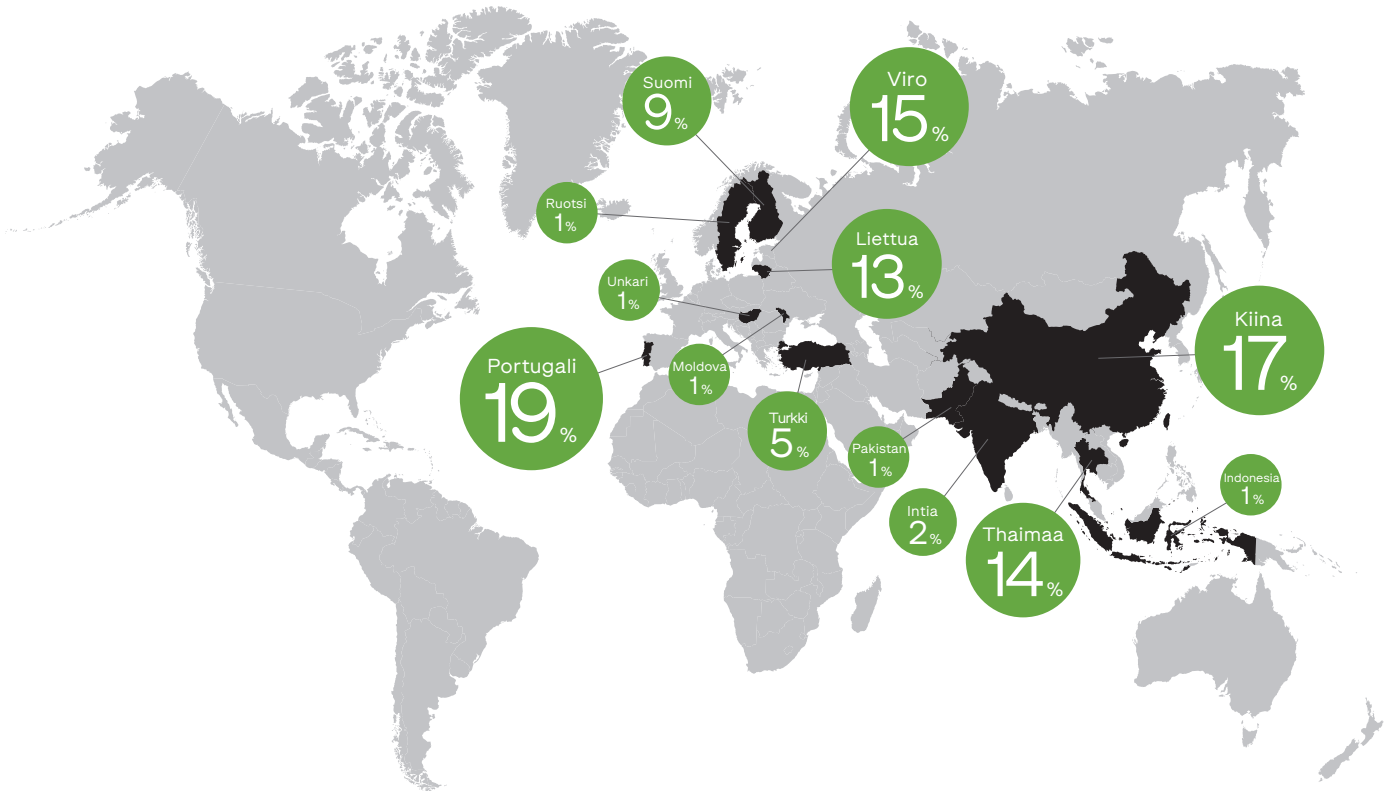 Suomi
9%
Viro
15%
Ruotsi
1%
Liettua
13%
Unkari
1%
Kiina
17%
Portugali
19%
Moldova
1%
Turkki
5%
Pakistan
1%
Indonesia
1%
Intia
2%
Thaimaa
14%